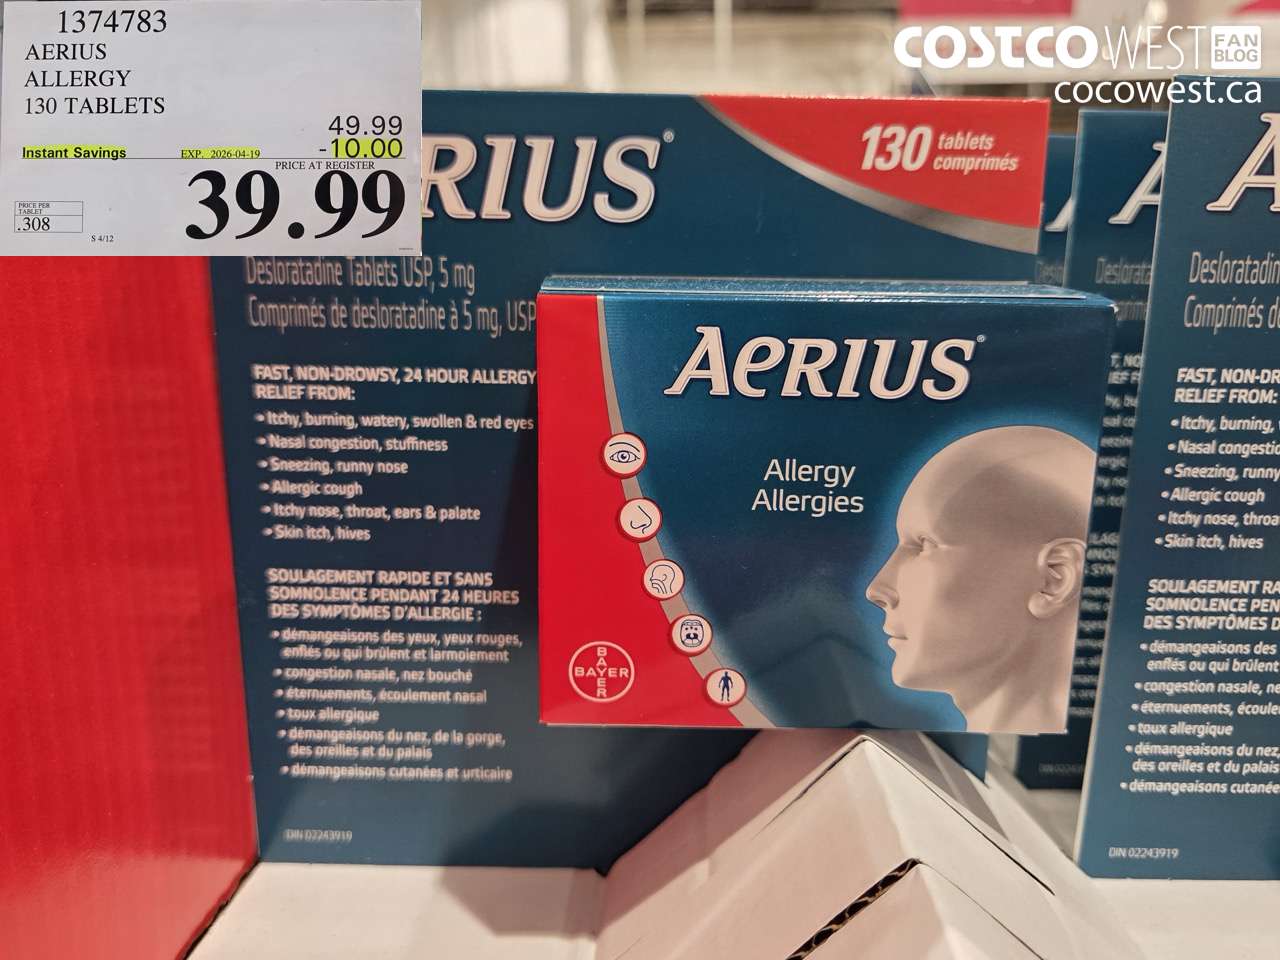 1374783
AERIUS
ALLERGY
130 TABLETS
49.99
Instant Savings EXP. 2026-04-19 -10.00
PRICE AT REGISTER
39.99
PRICE PER
TABLET
.308
S 4/12
COSTCO WEST FAN BLOG
cocowest.ca
RIUS®
130 tablets
comprimés
Desloratadine Tablets USP, 5 mg
Comprimés de desloratadine à 5 mg, USP
FAST, NON-DROWSY, 24 HOUR ALLERGY
RELIEF FROM:
• Itchy, burning, watery, swollen & red eyes
• Nasal congestion, stuffiness
• Sneezing, runny nose
• Allergic cough
• Itchy nose, throat, ears & palate
• Skin itch, hives
SOULAGEMENT RAPIDE ET SANS
SOMNOLENCE PENDANT 24 HEURES
DES SYMPTÔMES D'ALLERGIE :
• démangeaisons des yeux, yeux rouges,
enflés ou qui brûlent et larmoiement
• congestion nasale, nez bouché
• éternuements, écoulement nasal
• toux allergique
• démangeaisons du nez, de la gorge,
des oreilles et du palais
• démangeaisons cutanées et urticaire
DIN 02243919
AERIUS®
Allergy
Allergies
BAYER
BAYER
A
Desloratadin
Comprimés d
FAST, NON-DR
RELIEF FROM:
• Itchy, burning,
• Nasal congestio
• Sneezing, runny
• Allergic cough
• Itchy nose, throa
• Skin itch, hives
SOULAGEMENT RA
SOMNOLENCE PEN
DES SYMPTÔMES D
• démangeaisons des
enflés ou qui brûlent
• congestion nasale, ne
• éternuements, écoule
• toux allergique
• démangeaisons du nez,
des oreilles et du palais
• démangeaisons cutanée
DIN 02243919